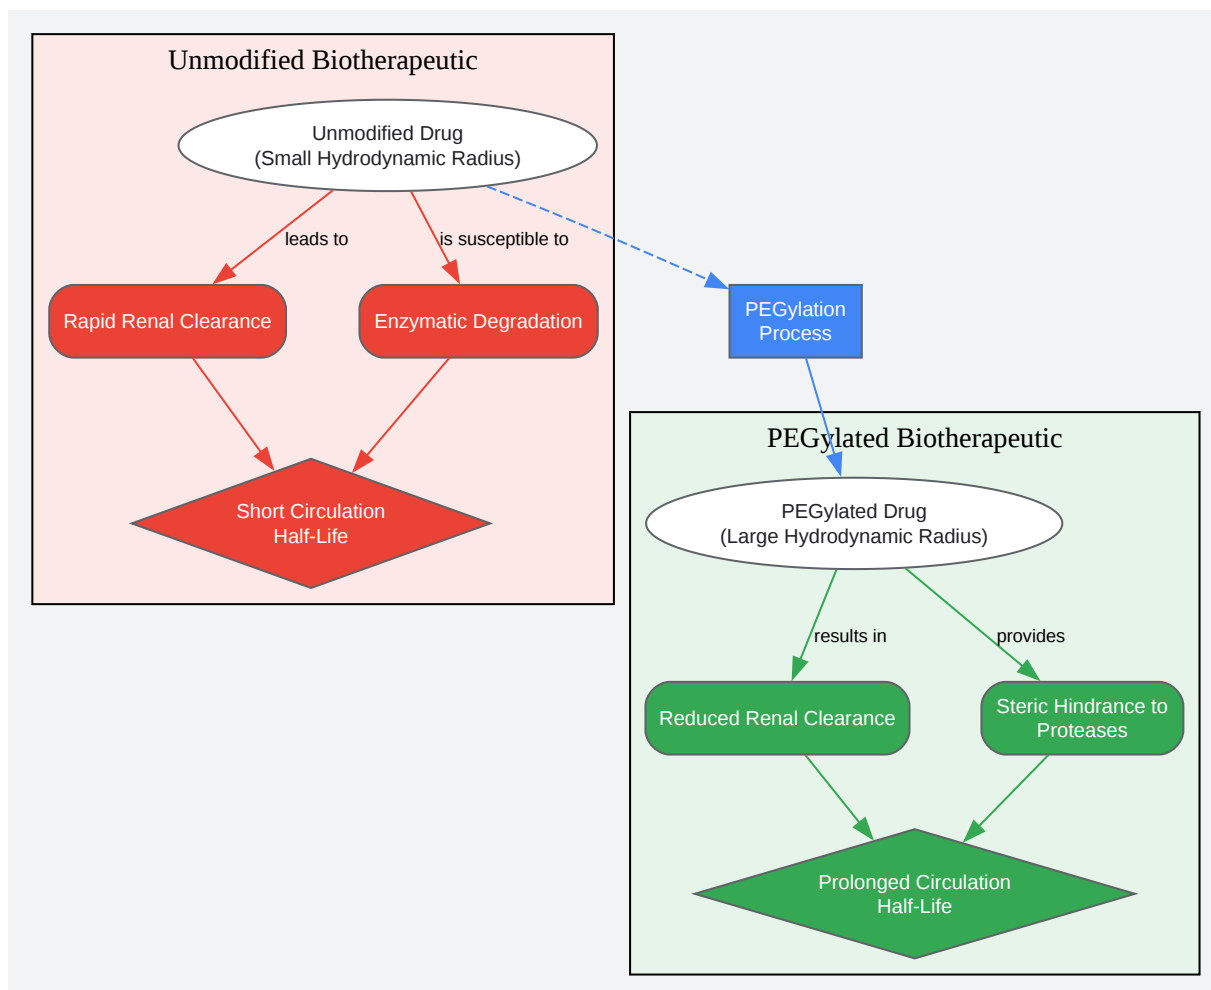 Unmodified Biotherapeutic
Unmodified Drug
(Small Hydrodynamic Radius)
leads to
is susceptible to
Rapid Renal Clearance
Enzymatic Degradation
PEGylation
Process
Short Circulation
Half-Life
PEGylated Biotherapeutic
PEGylated Drug
(Large Hydrodynamic Radius)
results in
provides
Reduced Renal Clearance
Steric Hindrance to
Proteases
Prolonged Circulation
Half-Life